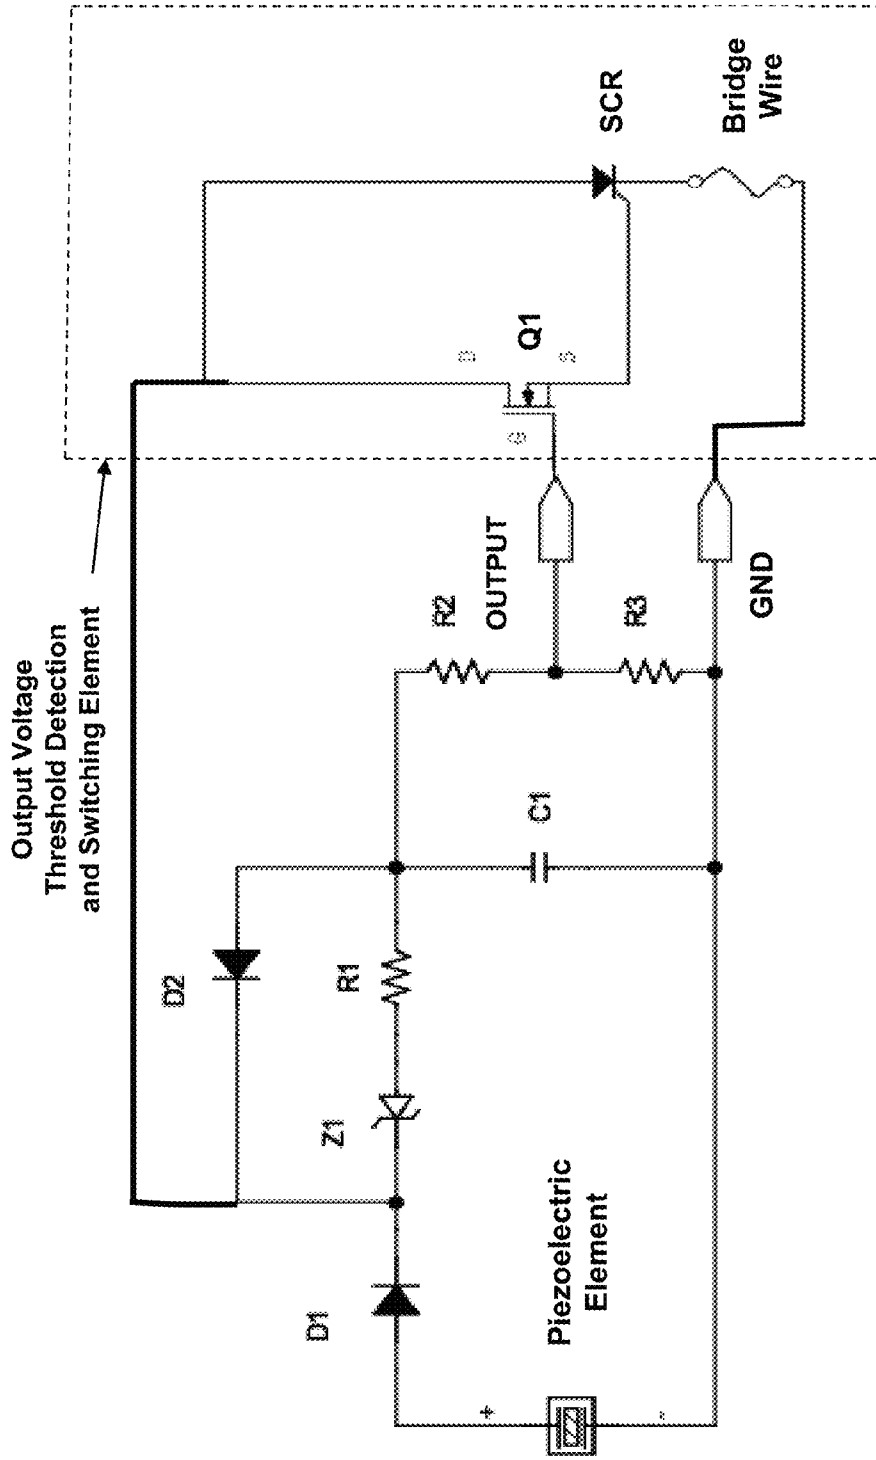 Output Voltage
Threshold Detection
and Switching Element
D2
D1
Z1
R1
C1
R2
R3
OUTPUT
GND
Piezoelectric
Element
+
-
D
G
S
Q1
SCR
Bridge
Wire